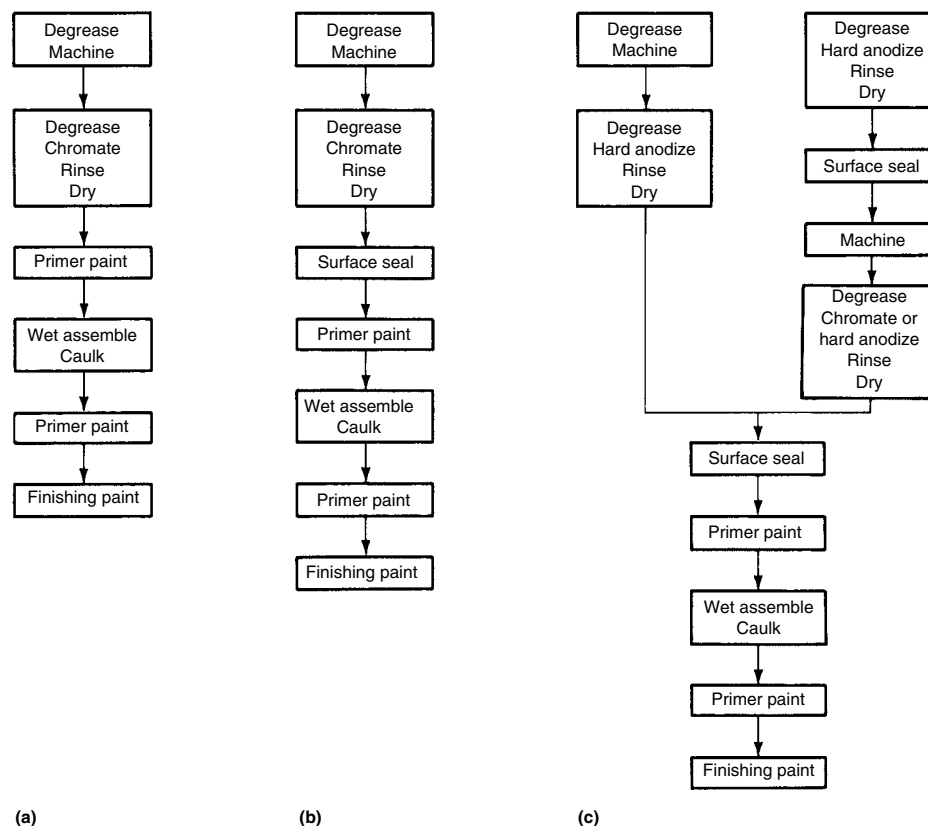 Degrease
Machine
Degrease
Chromate
Rinse
Dry
Primer paint
Wet assemble
Caulk
Primer paint
Finishing paint
(a)
Degrease
Machine
Degrease
Chromate
Rinse
Dry
Surface seal
Primer paint
Wet assemble
Caulk
Primer paint
Finishing paint
(b)
Degrease
Machine
Degrease
Hard anodize
Rinse
Dry
Degrease
Hard anodize
Rinse
Dry
Surface seal
Machine
Degrease
Chromate or
hard anodize
Rinse
Dry
Surface seal
Primer paint
Wet assemble
Caulk
Primer paint
Finishing paint
(c)